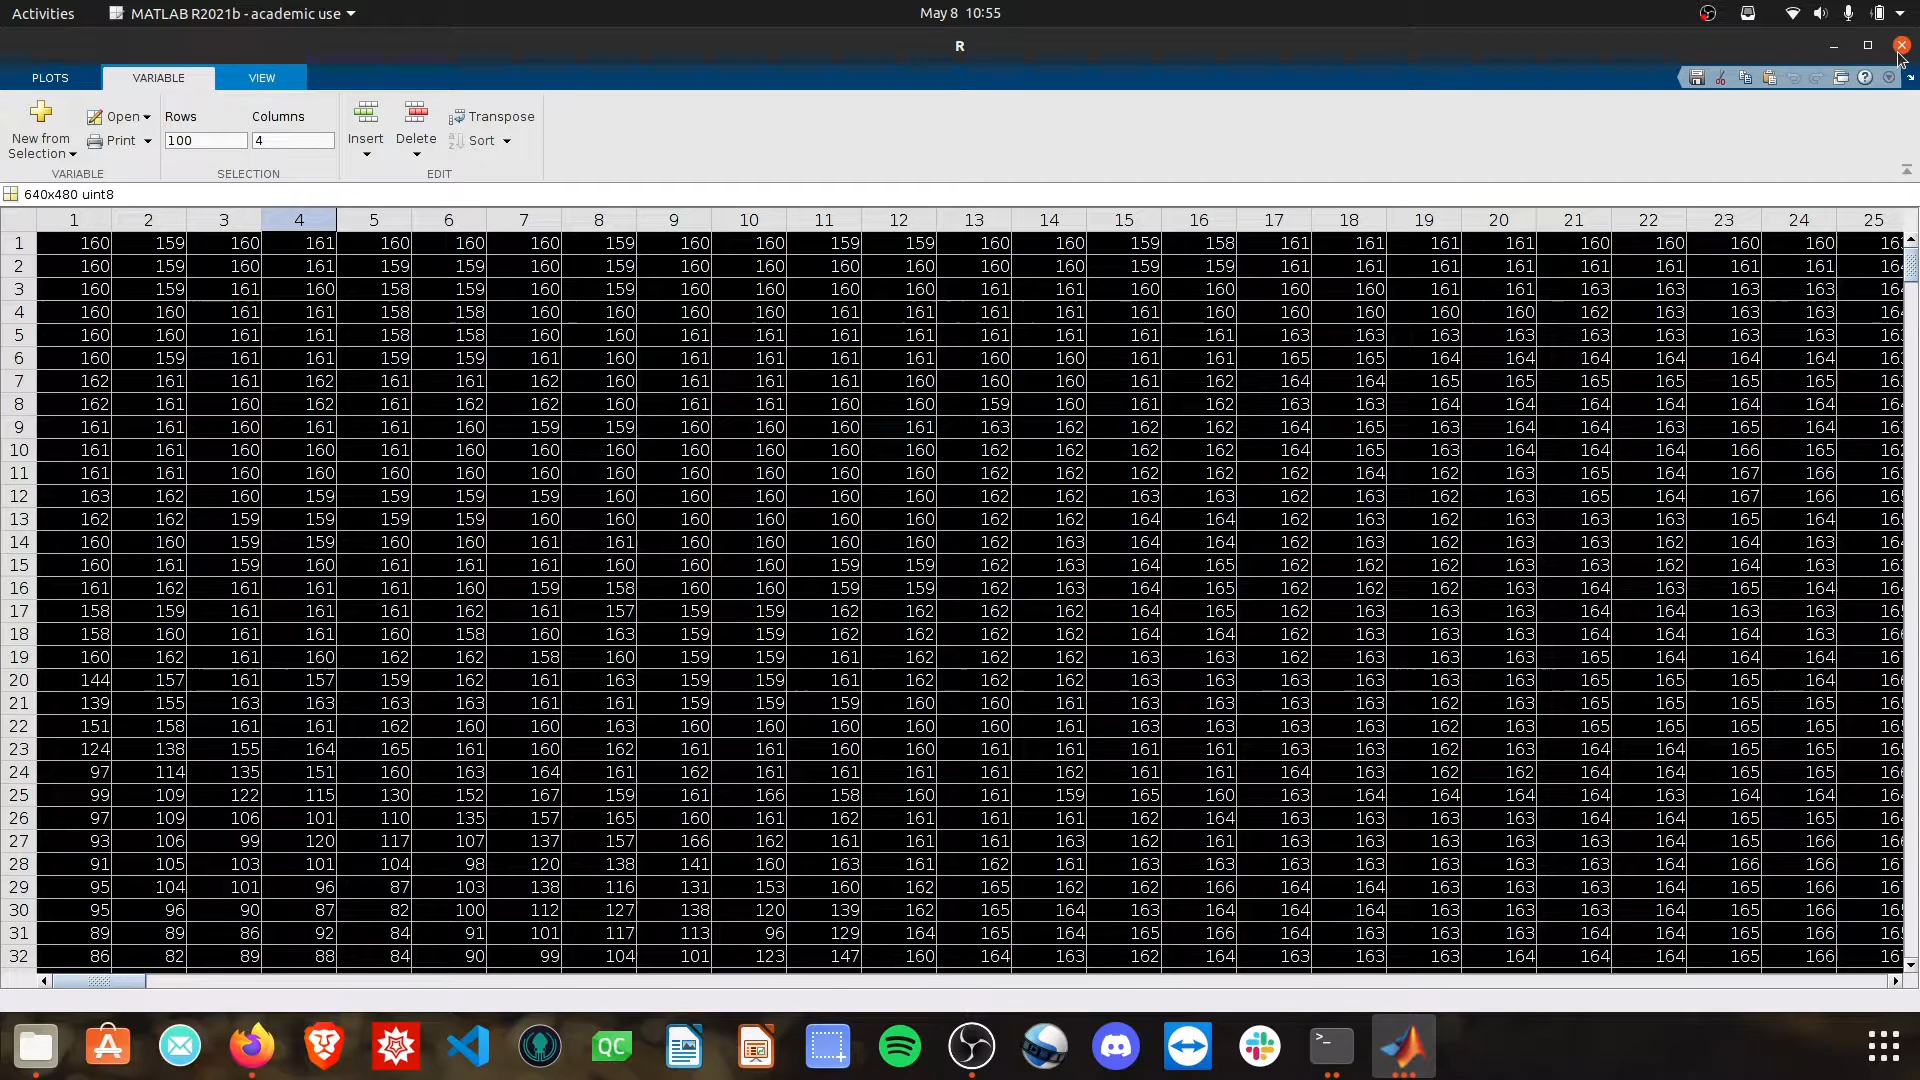 Activities MATLAB R2021b - academic use May 8 10:55
R
PLOTS VARIABLE VIEW
New from Selection Open Print Rows Columns 100 4 Insert Delete Transpose Sort
VARIABLE SELECTION EDIT
640x480 uint8
1 2 3 4 5 6 7 8 9 10 11 12 13 14 15 16 17 18 19 20 21 22 23 24 25
1 160 159 160 161 160 160 160 159 160 160 159 159 160 160 159 158 161 161 161 161 160 160 160 160
2 160 159 160 161 159 159 160 159 160 160 160 160 160 160 159 159 161 161 161 161 161 161 161 161
3 160 159 161 160 158 159 160 159 160 160 160 160 161 161 160 160 160 160 161 161 163 163 163 163
4 160 160 161 161 158 158 160 160 160 160 161 161 161 161 161 160 160 160 160 160 162 163 163 163
5 160 160 161 161 158 158 160 160 161 161 161 161 161 161 161 161 163 163 163 163 163 163 163 163
6 160 159 161 161 159 159 161 160 161 161 161 161 160 160 161 161 165 165 164 164 164 164 164 164
7 162 161 161 162 161 161 162 160 161 161 161 160 160 160 161 162 164 164 165 165 165 165 165 165
8 162 161 160 162 161 162 162 160 161 161 160 160 159 160 161 162 163 163 164 164 164 164 164 164
9 161 161 160 161 161 160 159 159 160 160 160 161 163 162 162 162 164 165 163 164 164 163 165 164
10 161 161 160 160 161 160 160 160 160 160 160 160 162 162 162 162 164 165 163 164 164 164 166 165
11 161 161 160 160 160 160 160 160 160 160 160 160 162 162 162 162 162 164 162 163 165 164 167 166
12 163 162 160 159 159 159 159 160 160 160 160 160 162 162 163 163 162 163 162 163 165 164 167 166
13 162 162 159 159 159 159 160 160 160 160 160 160 162 162 164 164 162 163 162 163 163 163 165 164
14 160 160 159 159 160 160 161 161 160 160 160 160 162 163 164 164 162 163 162 163 163 162 164 163
15 160 161 159 160 161 161 161 160 160 160 159 159 162 163 164 165 162 162 162 163 164 163 165 163
16 161 162 161 161 161 160 159 158 160 160 159 159 162 163 164 165 162 162 162 163 164 163 165 164
17 158 159 161 161 161 162 161 157 159 159 162 162 162 162 164 165 162 163 163 163 164 164 163 163
18 158 160 161 161 160 158 160 163 159 159 162 162 162 162 164 164 162 163 163 163 164 164 164 163
19 160 162 161 160 162 162 158 160 159 159 161 162 162 162 163 163 162 163 163 163 165 164 164 164
20 144 157 161 157 159 162 161 163 159 159 161 162 162 162 163 163 163 163 163 163 165 165 165 164
21 139 155 163 163 163 163 161 161 159 159 159 160 160 161 163 163 163 163 162 163 165 165 165 165
22 151 158 161 161 162 160 160 163 160 160 160 160 160 161 163 163 163 163 162 163 165 165 165 165
23 124 138 155 164 165 161 160 162 161 161 160 160 161 161 161 161 163 163 162 163 164 164 165 165
24 97 114 135 151 160 163 164 161 162 161 161 161 161 162 161 161 164 163 162 162 164 164 165 165
25 99 109 122 115 130 152 167 159 161 166 158 160 161 159 165 160 163 164 164 164 164 163 164 164
26 97 109 106 101 110 135 157 165 160 161 162 161 161 161 162 164 163 163 163 163 164 164 165 165
27 93 106 99 120 117 107 137 157 166 162 161 161 161 163 162 161 163 163 163 163 164 164 165 165
28 91 105 103 101 104 98 120 138 141 160 163 161 162 161 163 163 163 163 163 163 164 164 166 166
29 95 104 101 96 87 103 138 116 131 153 160 162 165 162 162 166 164 164 163 163 164 164 165 166
30 95 96 90 87 82 100 112 127 138 120 139 162 165 164 163 164 164 164 163 163 163 164 165 166
31 89 89 86 92 84 91 101 117 113 96 129 164 165 164 165 166 164 163 163 163 164 164 165 166
32 86 82 89 88 84 90 99 104 101 123 147 160 164 163 162 164 163 163 163 164 164 164 165 166
QC